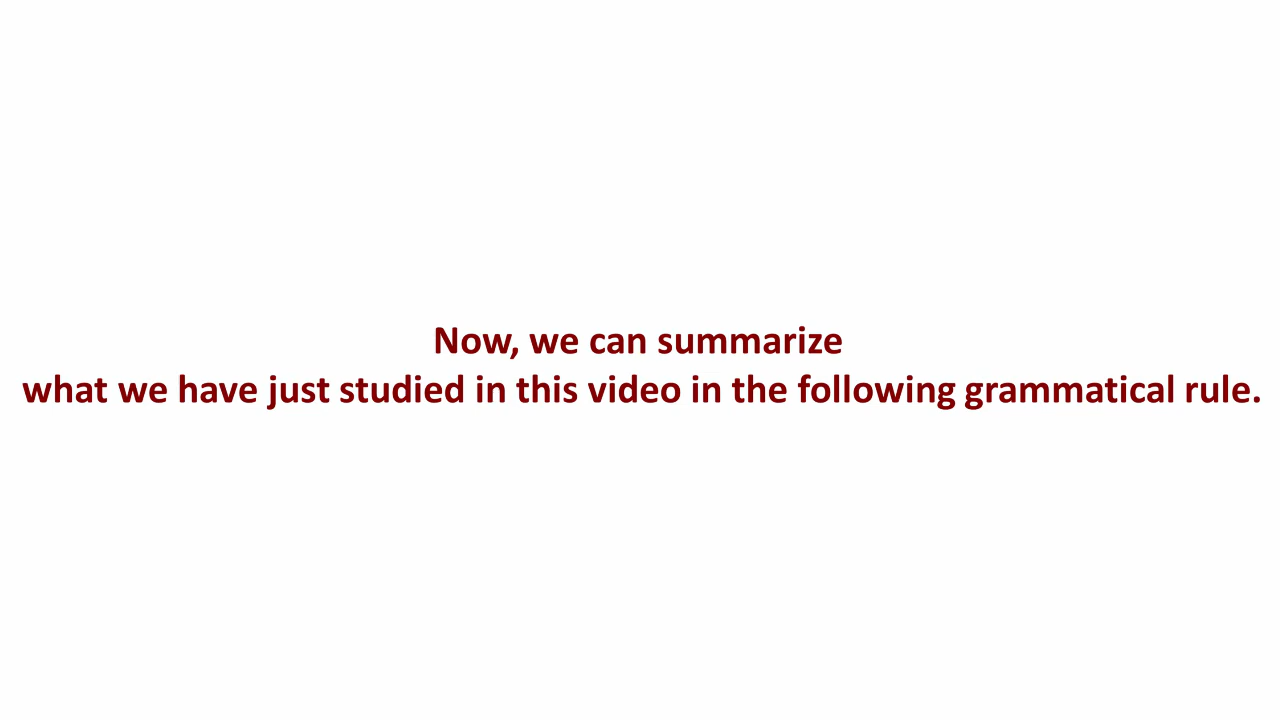 Now, we can summarize
what we have just studied in this video in the following grammatical rule.